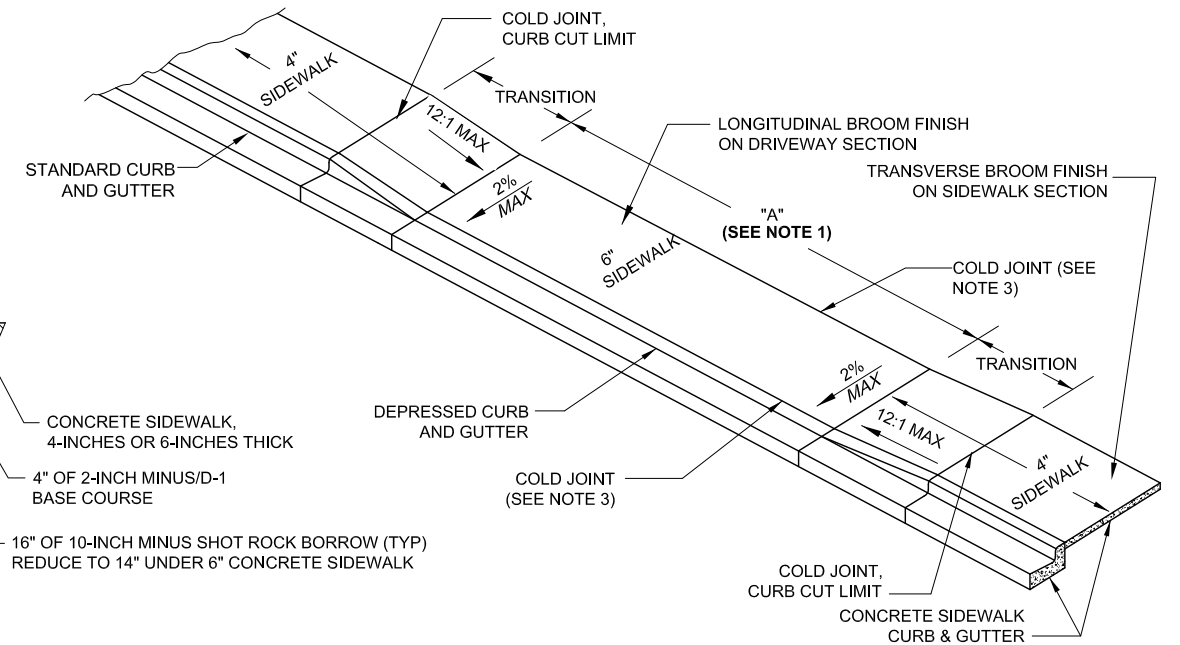 COLD JOINT,
CURB CUT LIMIT
4"
SIDEWALK
TRANSITION
12:1 MAX
LONGITUDINAL BROOM FINISH
ON DRIVEWAY SECTION
STANDARD CURB
AND GUTTER
TRANSVERSE BROOM FINISH
ON SIDEWALK SECTION
2%
MAX
"A"
(SEE NOTE 1)
6"
SIDEWALK
COLD JOINT (SEE
NOTE 3)
TRANSITION
2%
MAX
CONCRETE SIDEWALK,
4-INCHES OR 6-INCHES THICK
DEPRESSED CURB
AND GUTTER
12:1 MAX
4"
SIDEWALK
4" OF 2-INCH MINUS/D-1
BASE COURSE
COLD JOINT
(SEE NOTE 3)
16" OF 10-INCH MINUS SHOT ROCK BORROW (TYP)
REDUCE TO 14" UNDER 6" CONCRETE SIDEWALK
COLD JOINT,
CURB CUT LIMIT
CONCRETE SIDEWALK
CURB & GUTTER